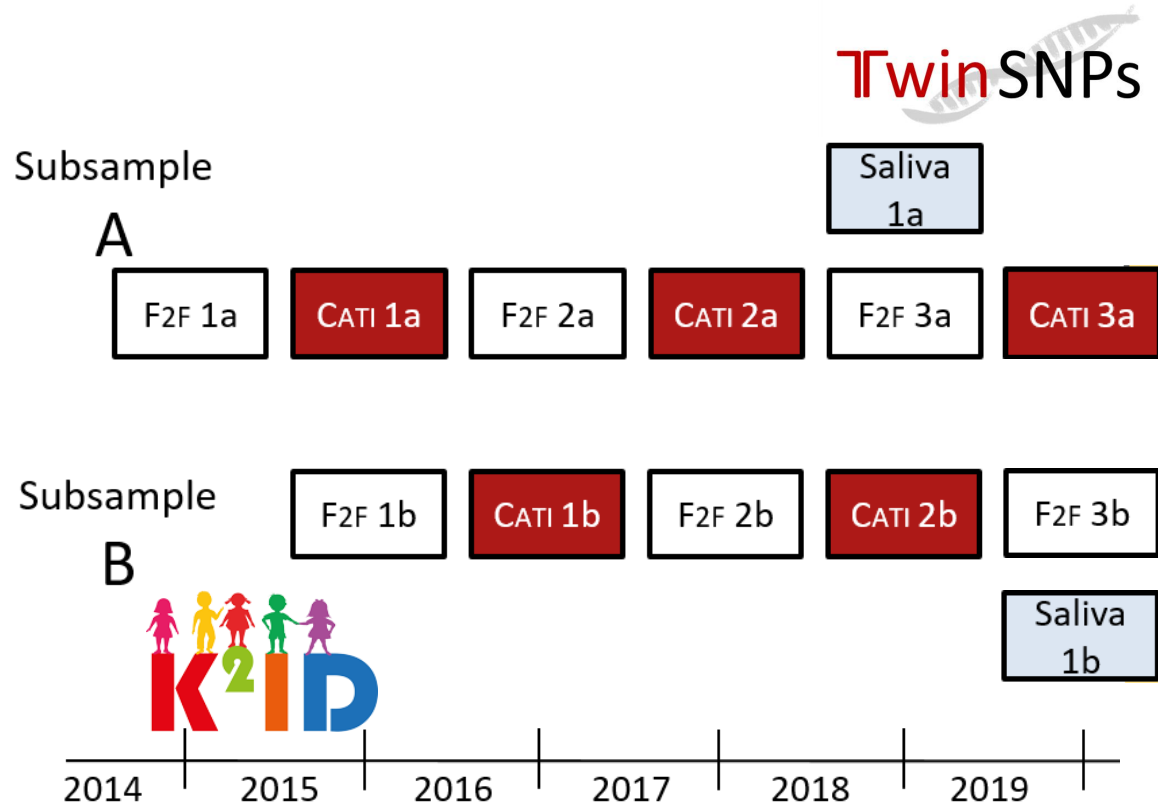 TwinSNPs
Subsample
A
Saliva
1a
F2F 1a
CATI 1a
F2F 2a
CATI 2a
F2F 3a
CATI 3a
Subsample
B
F2F 1b
CATI 1b
F2F 2b
CATI 2b
F2F 3b
Saliva
1b
K2ID
2014 2015 2016 2017 2018 2019